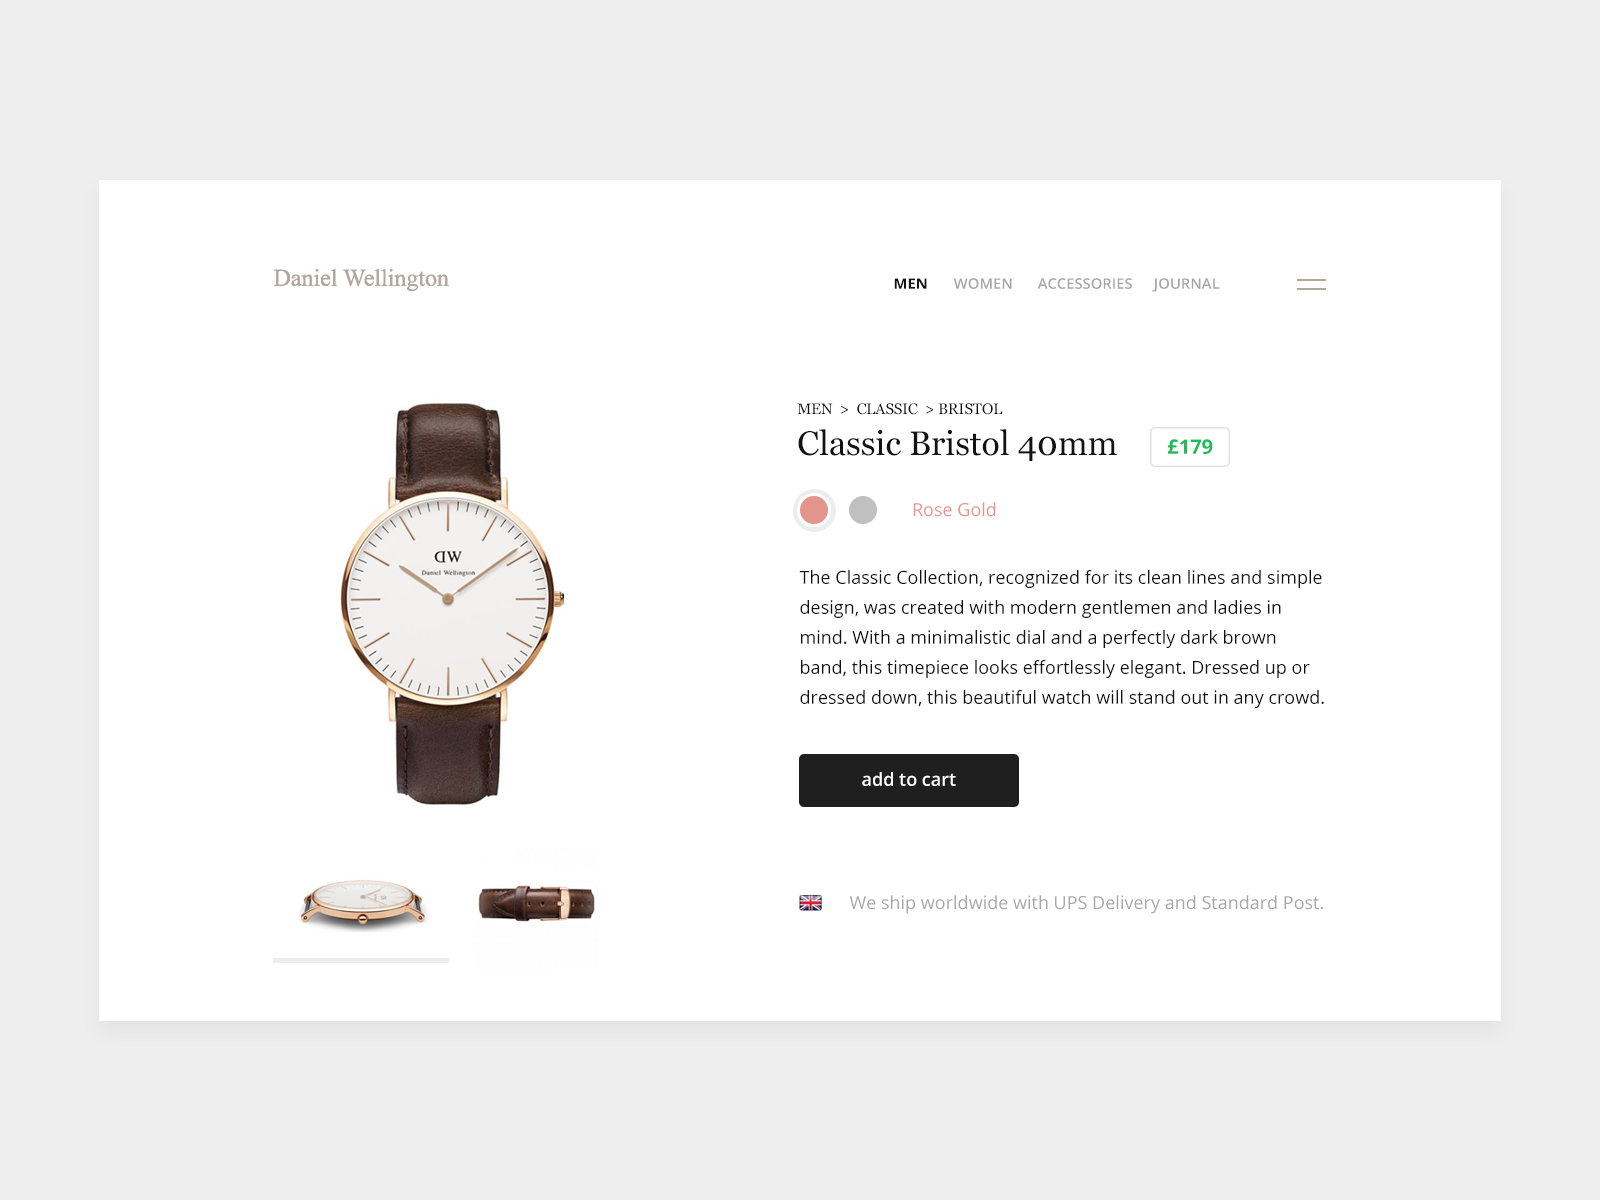 Daniel Wellington
MEN WOMEN ACCESSORIES JOURNAL
MEN > CLASSIC > BRISTOL
Classic Bristol 40mm
£179
Rose Gold
DW
Daniel Wellington
The Classic Collection, recognized for its clean lines and simple
design, was created with modern gentlemen and ladies in
mind. With a minimalistic dial and a perfectly dark brown
band, this timepiece looks effortlessly elegant. Dressed up or
dressed down, this beautiful watch will stand out in any crowd.
add to cart
We ship worldwide with UPS Delivery and Standard Post.